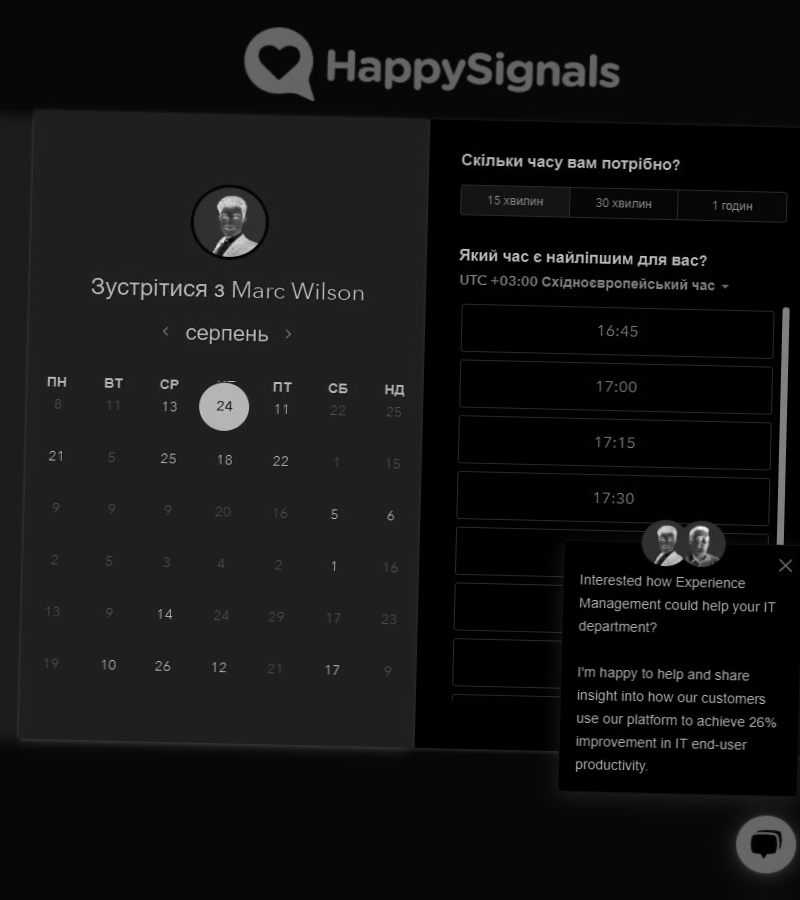 HappySignals
Зустрітися з Marc Wilson
серпень
ПН ВТ СР ПТ СБ НД
8 11 13 24 11 22 25
21 5 25 18 22 1 15
9 9 9 20 16 5 6
2 5 3 4 2 1 16
13 9 14 24 29 17 23
19 10 26 12 21 17 9
Скільки часу вам потрібно?
15 хвилин 30 хвилин 1 годин
Який час є найліпшим для вас?
UTC +03:00 Східноєвропейський час
16:45
17:00
17:15
17:30
Interested how Experience
Management could help your IT
department?
I'm happy to help and share
insight into how our customers
use our platform to achieve 26%
improvement in IT end-user
productivity.